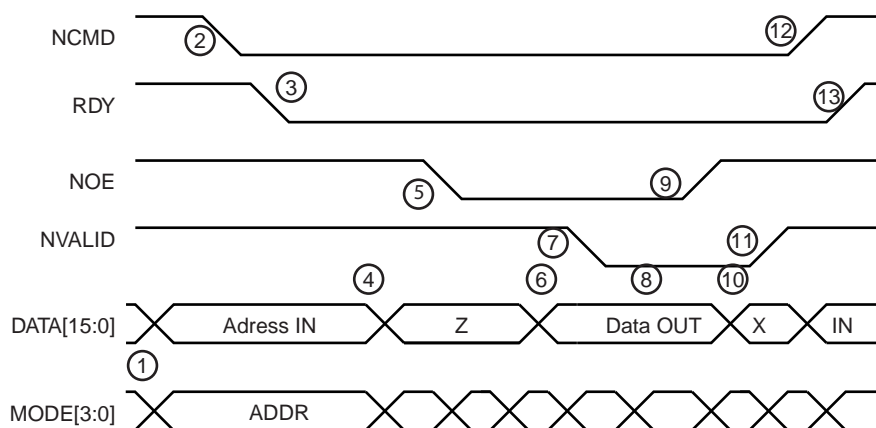 NCMD ② ⑫
RDY ③ ⑬
NOE ⑤ ⑨
NVALID ⑦ ⑪
④ ⑥ ⑧ ⑩
DATA[15:0] Adress IN Z Data OUT X IN
①
MODE[3:0] ADDR